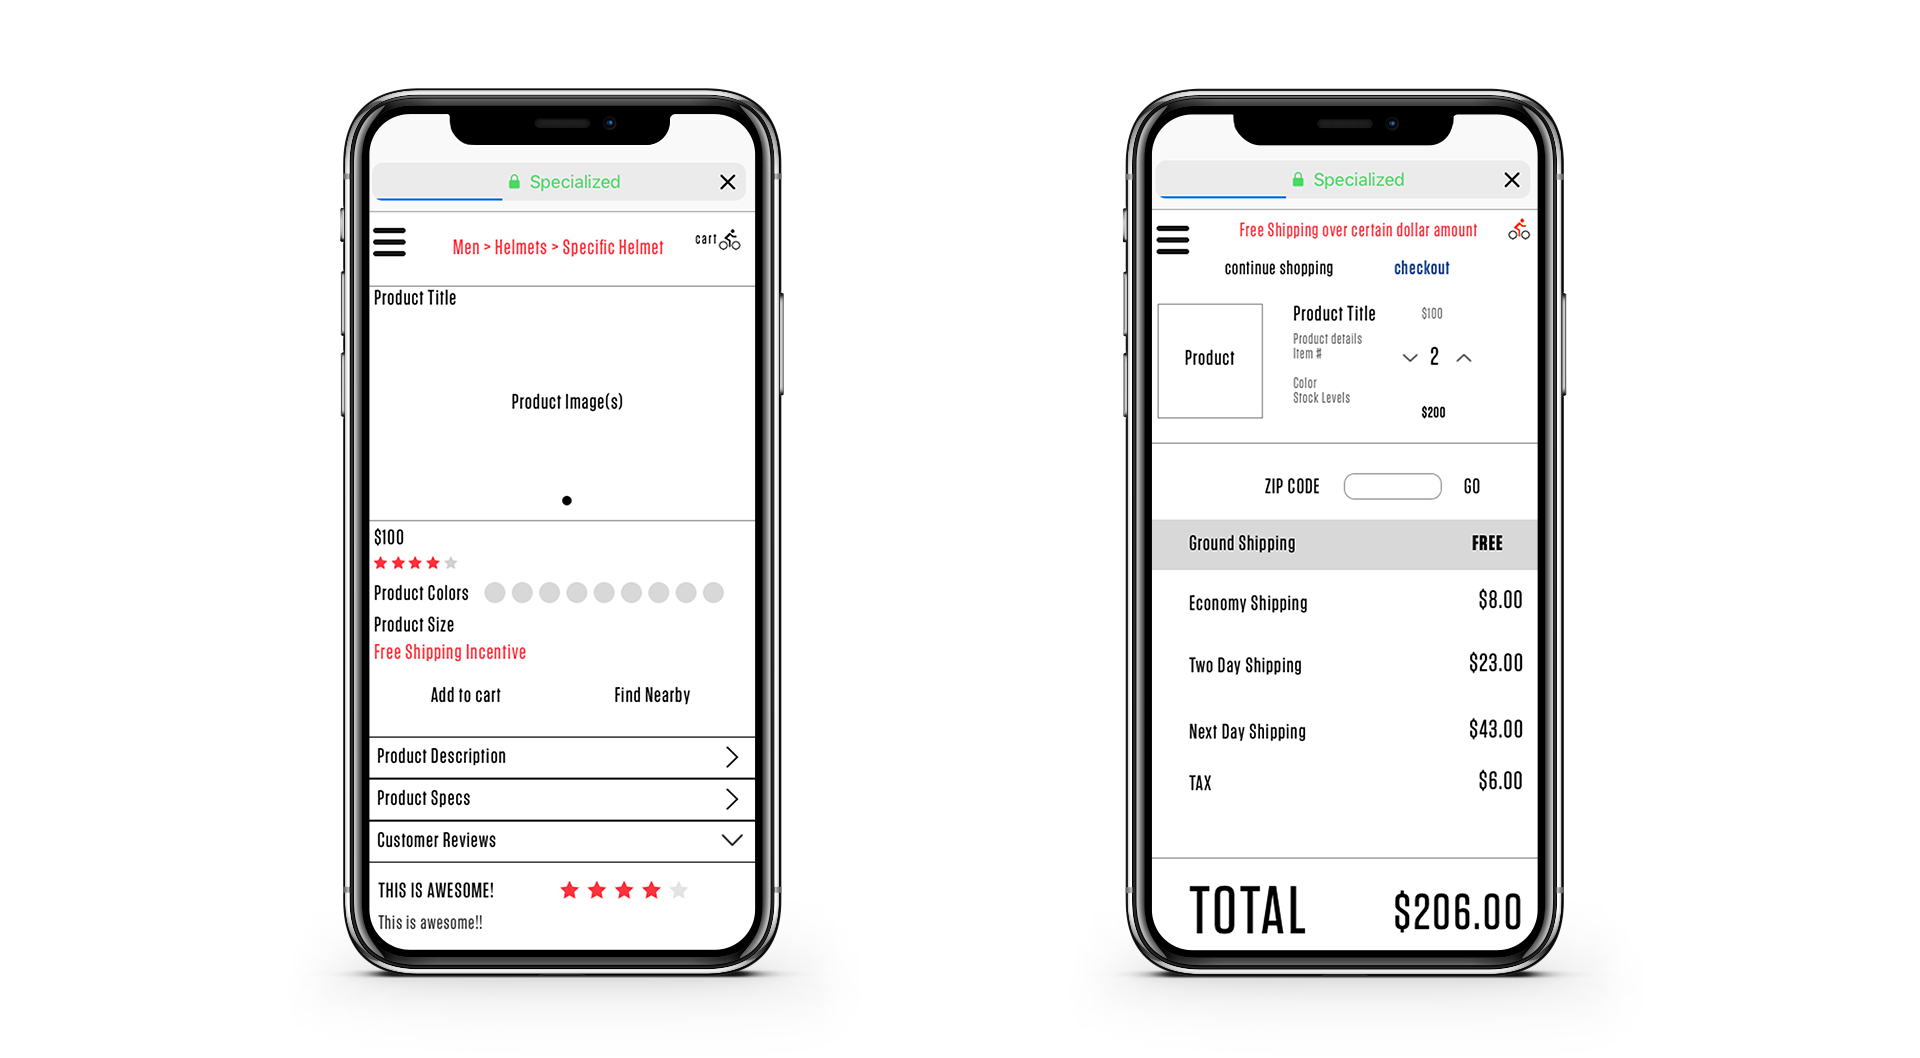 Specialized
Men > Helmets > Specific Helmet
cart
Product Title
Product Image(s)
$100
Product Colors
Product Size
Free Shipping Incentive
Add to cart Find Nearby
Product Description
Product Specs
Customer Reviews
THIS IS AWESOME!
This is awesome!!
Specialized
Free Shipping over certain dollar amount
continue shopping checkout
Product
Product Title $100
Product details
Item #
2
Color
Stock Levels
$200
ZIP CODE GO
Ground Shipping FREE
Economy Shipping $8.00
Two Day Shipping $23.00
Next Day Shipping $43.00
TAX $6.00
TOTAL $206.00